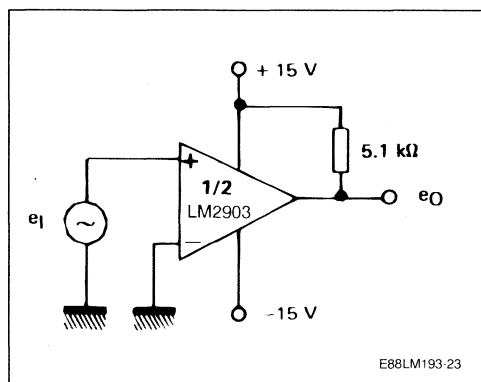 + 15 V
5.1 kΩ
+
1/2
LM2903
eO
eI
~
−
-15 V
E88LM193-23